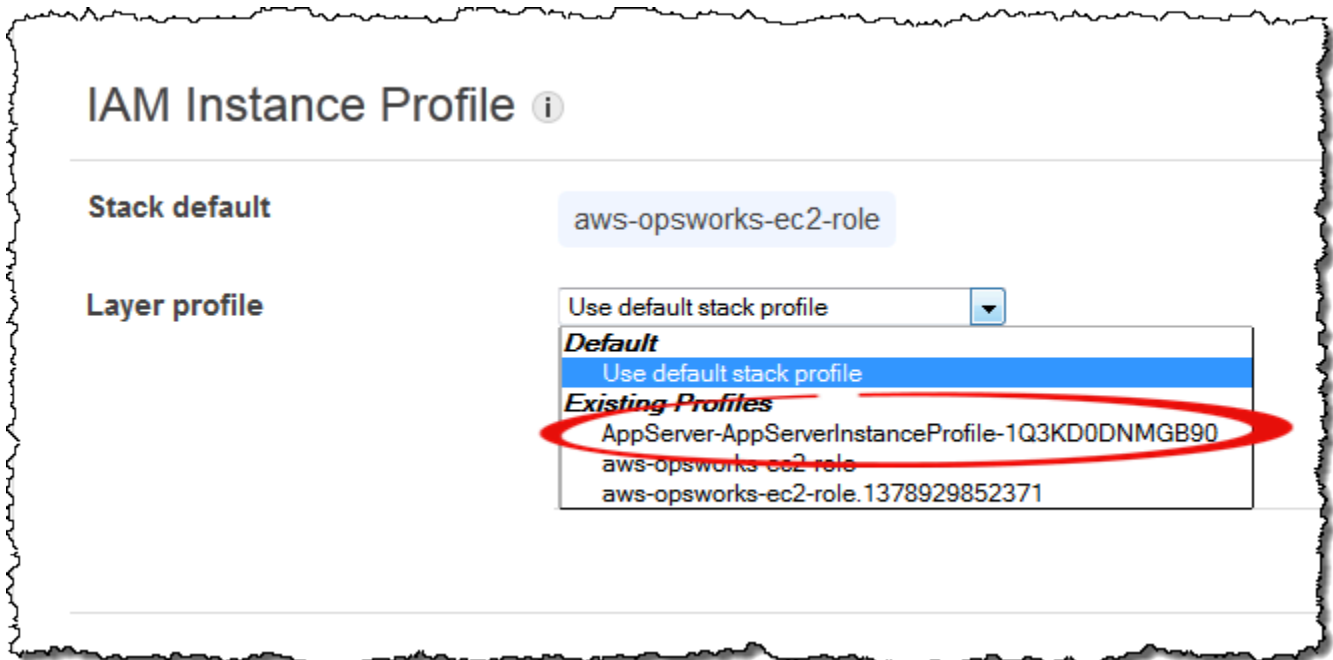 IAM Instance Profile i
Stack default
aws-opsworks-ec2-role
Layer profile
Use default stack profile
Default
Use default stack profile
Existing Profiles
AppServer-AppServerInstanceProfile-1Q3KD0DNMGB90
aws-opsworks-ec2-role
aws-opsworks-ec2-role.1378929852371